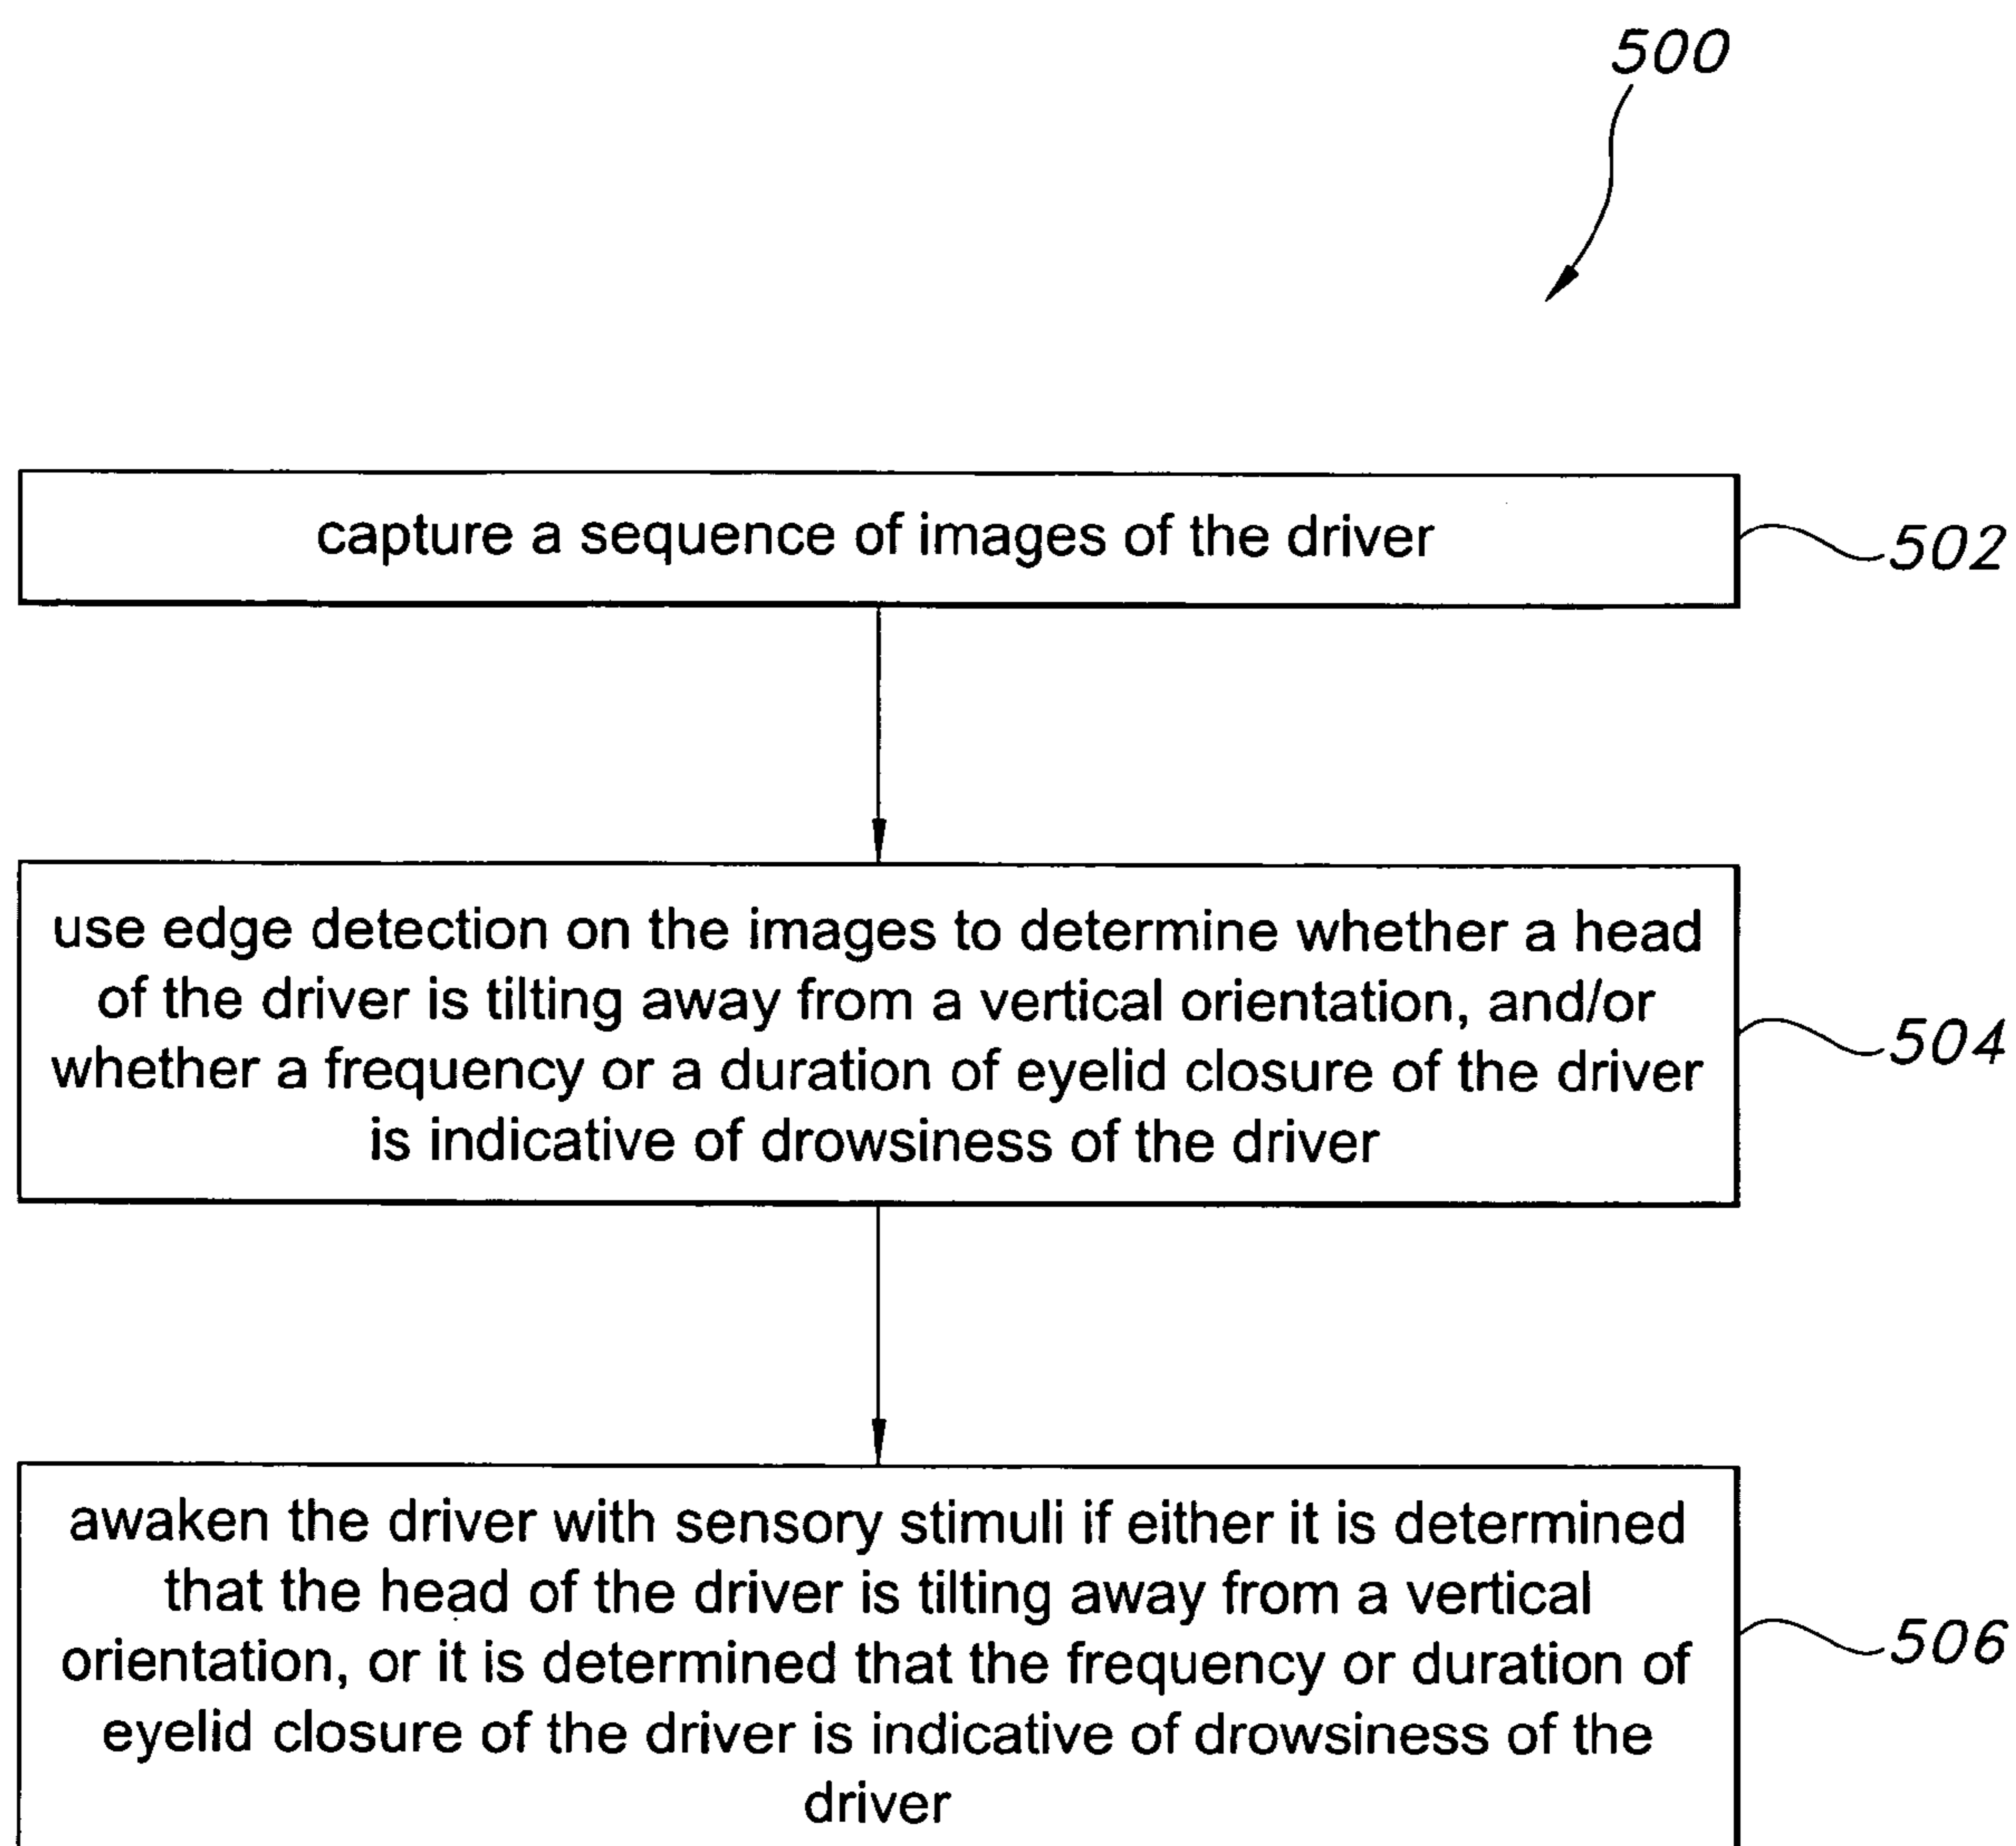 500
capture a sequence of images of the driver
502
use edge detection on the images to determine whether a head
of the driver is tilting away from a vertical orientation, and/or
whether a frequency or a duration of eyelid closure of the driver
is indicative of drowsiness of the driver
504
awaken the driver with sensory stimuli if either it is determined
that the head of the driver is tilting away from a vertical
orientation, or it is determined that the frequency or duration of
eyelid closure of the driver is indicative of drowsiness of the
driver
506